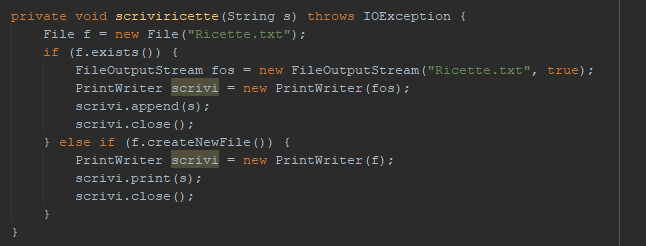 private void scriviricette(String s) throws IOException {
    File f = new File("Ricette.txt");
    if (f.exists()) {
        FileOutputStream fos = new FileOutputStream("Ricette.txt", true);
        PrintWriter scrivi = new PrintWriter(fos);
        scrivi.append(s);
        scrivi.close();
    } else if (f.createNewFile()) {
        PrintWriter scrivi = new PrintWriter(f);
        scrivi.print(s);
        scrivi.close();
    }
}